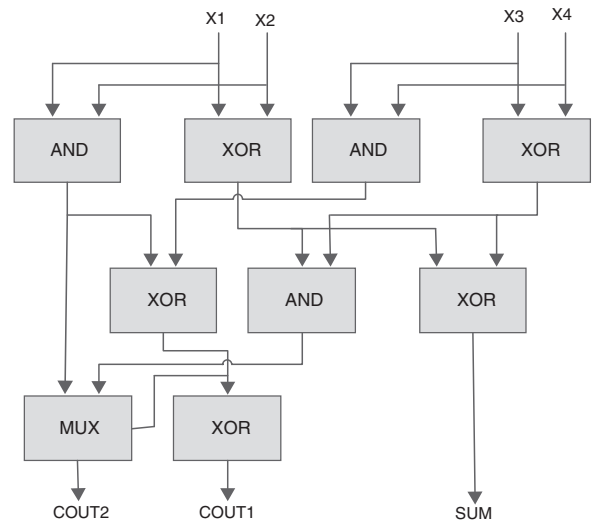 X1 X2 X3 X4
AND XOR AND XOR
XOR AND XOR
MUX XOR
COUT2 COUT1 SUM